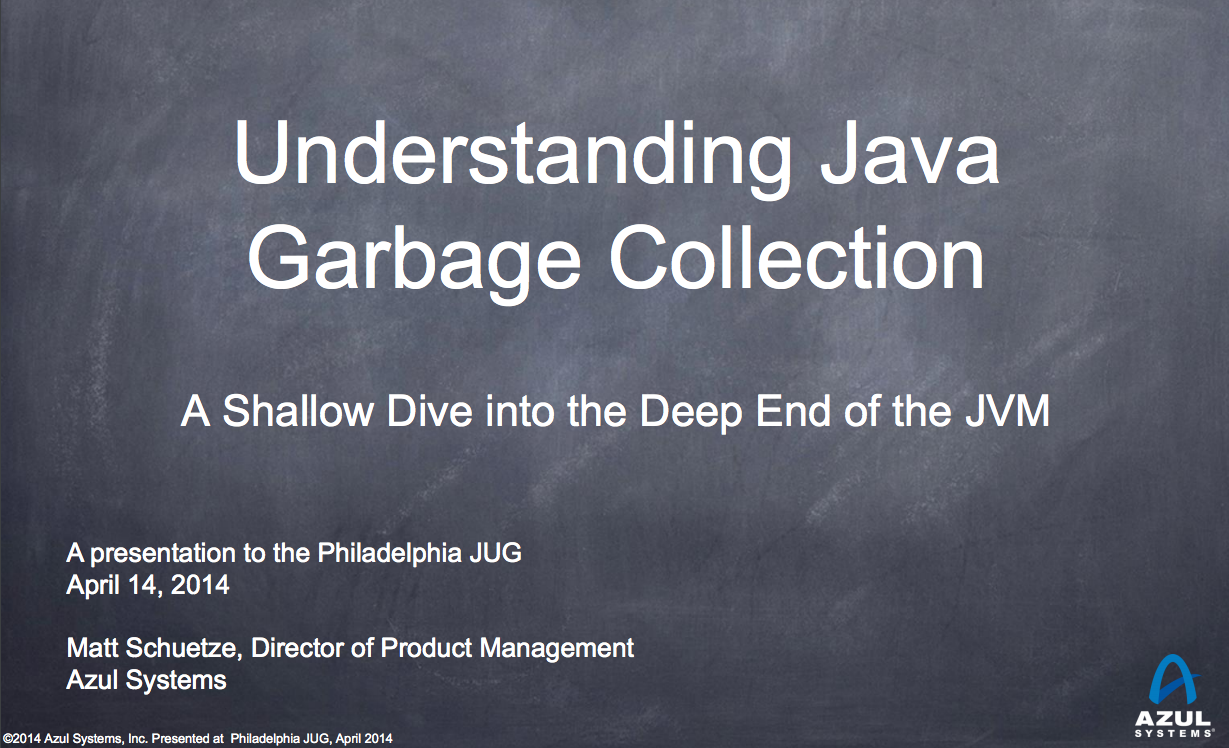 Understanding Java
Garbage Collection
A Shallow Dive into the Deep End of the JVM
A presentation to the Philadelphia JUG
April 14, 2014
Matt Schuetze, Director of Product Management
Azul Systems
©2014 Azul Systems, Inc. Presented at  Philadelphia JUG, April 2014
AZUL
SYSTEMS®